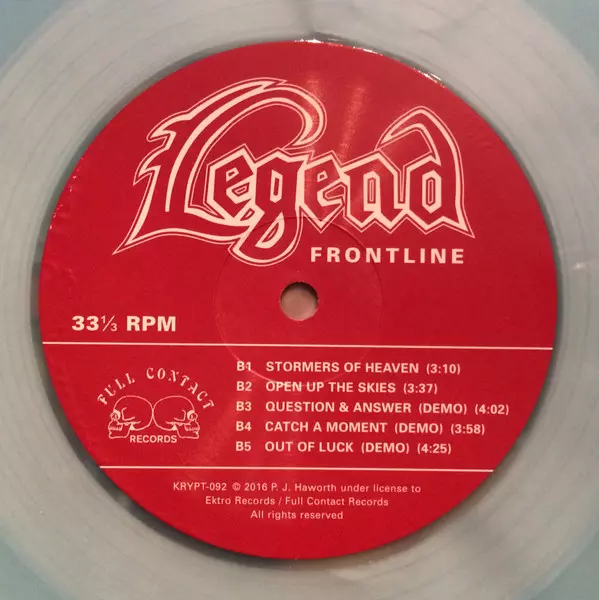 Legend
FRONTLINE
33⅓ RPM
B1 STORMERS OF HEAVEN (3:10)
B2 OPEN UP THE SKIES (3:37)
B3 QUESTION & ANSWER (DEMO) (4:02)
B4 CATCH A MOMENT (DEMO) (3:58)
B5 OUT OF LUCK (DEMO) (4:25)
FULL CONTACT
RECORDS
KRYPT-092 © 2016 P. J. Haworth under license to
Ektro Records / Full Contact Records
All rights reserved